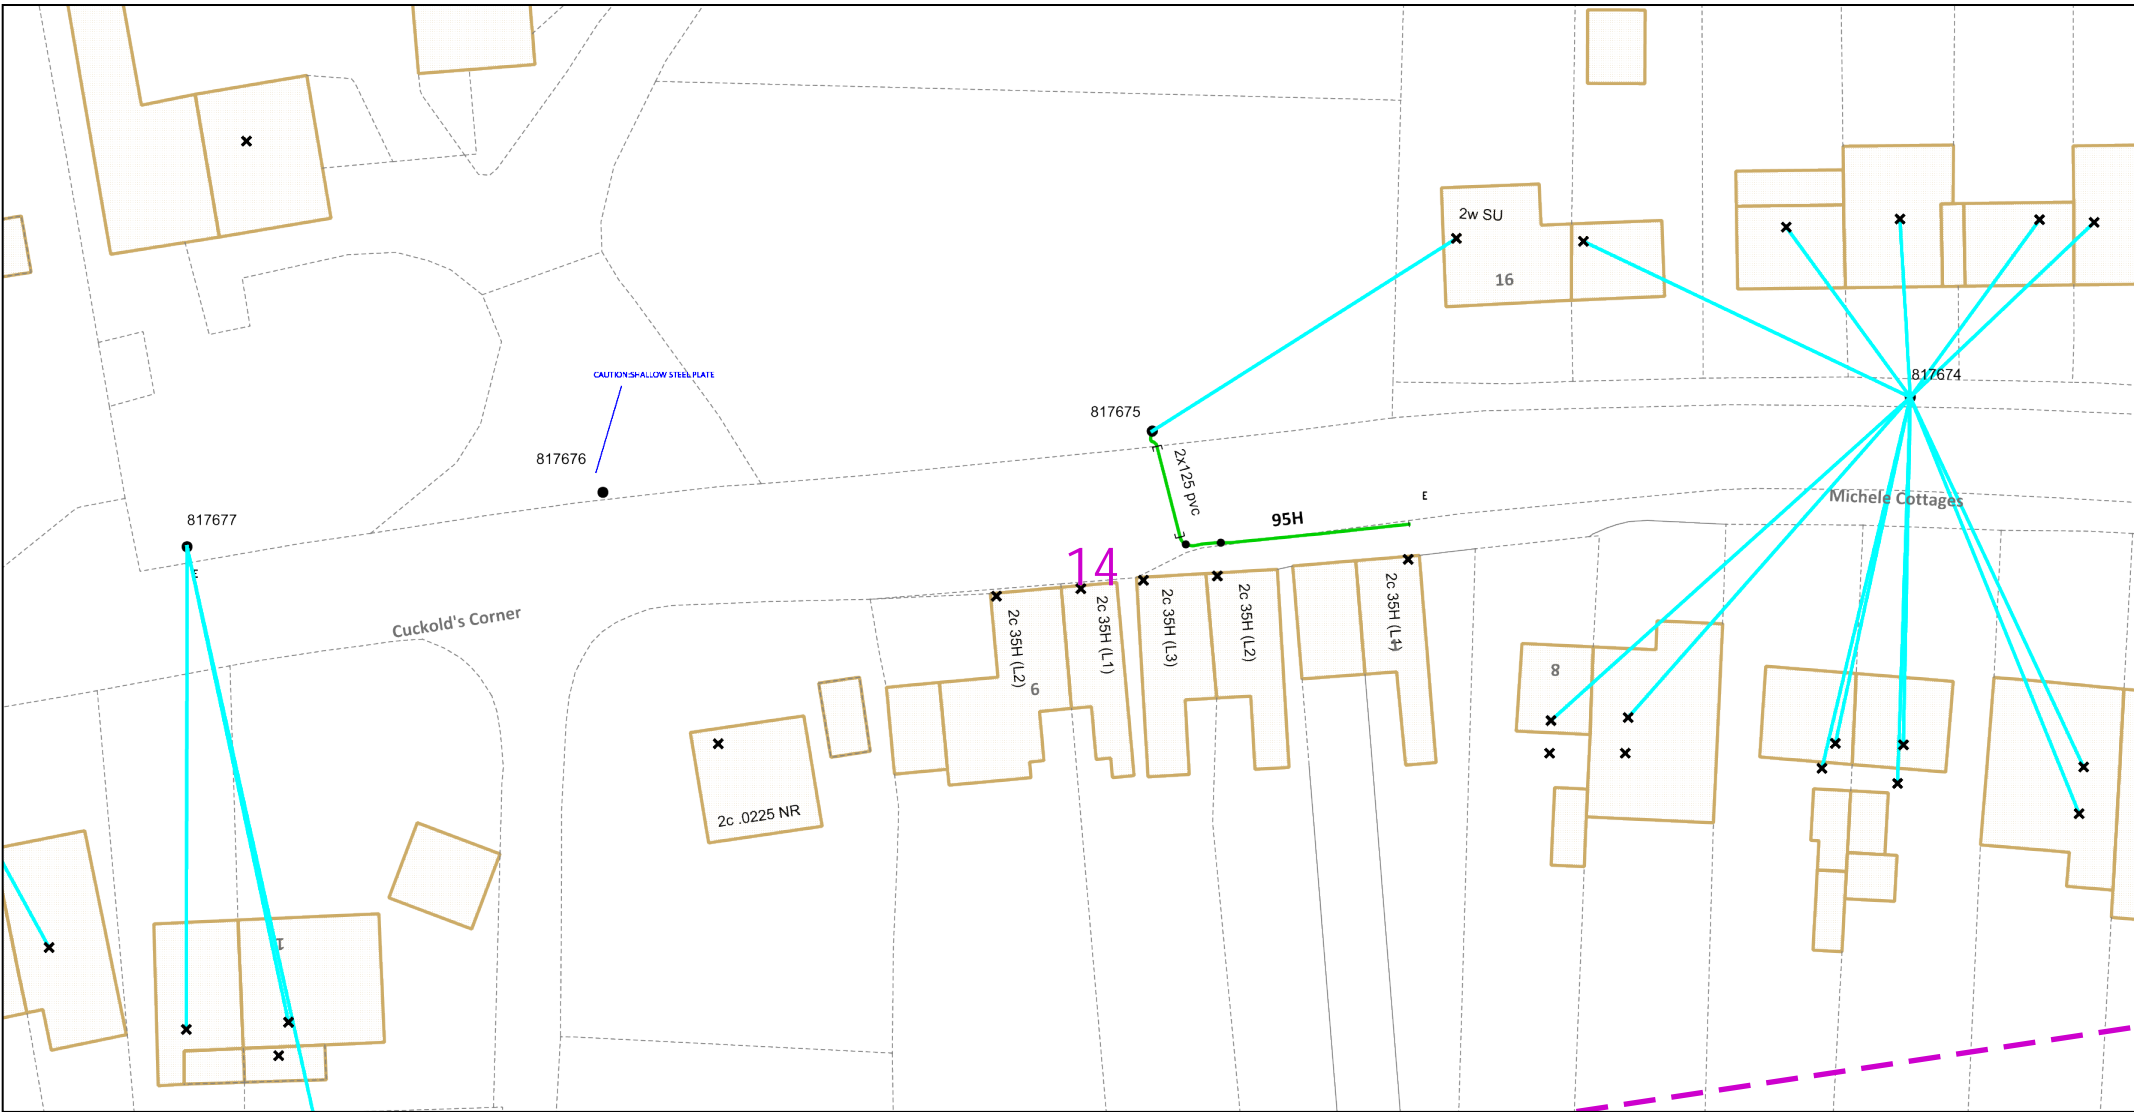 2w SU
16
CAUTION:SHALLOW STEEL PLATE
817674
817675
817676
2x125 pvc
E
E
E
Michele Cottages
817677
95H
E
E
14
Cuckold's Corner
2c 35H (L2)
2c 35H (L1)
2c 35H (L3)
2c 35H (L2)
2c 35H (L1)
6
8
2c .0225 NR
1